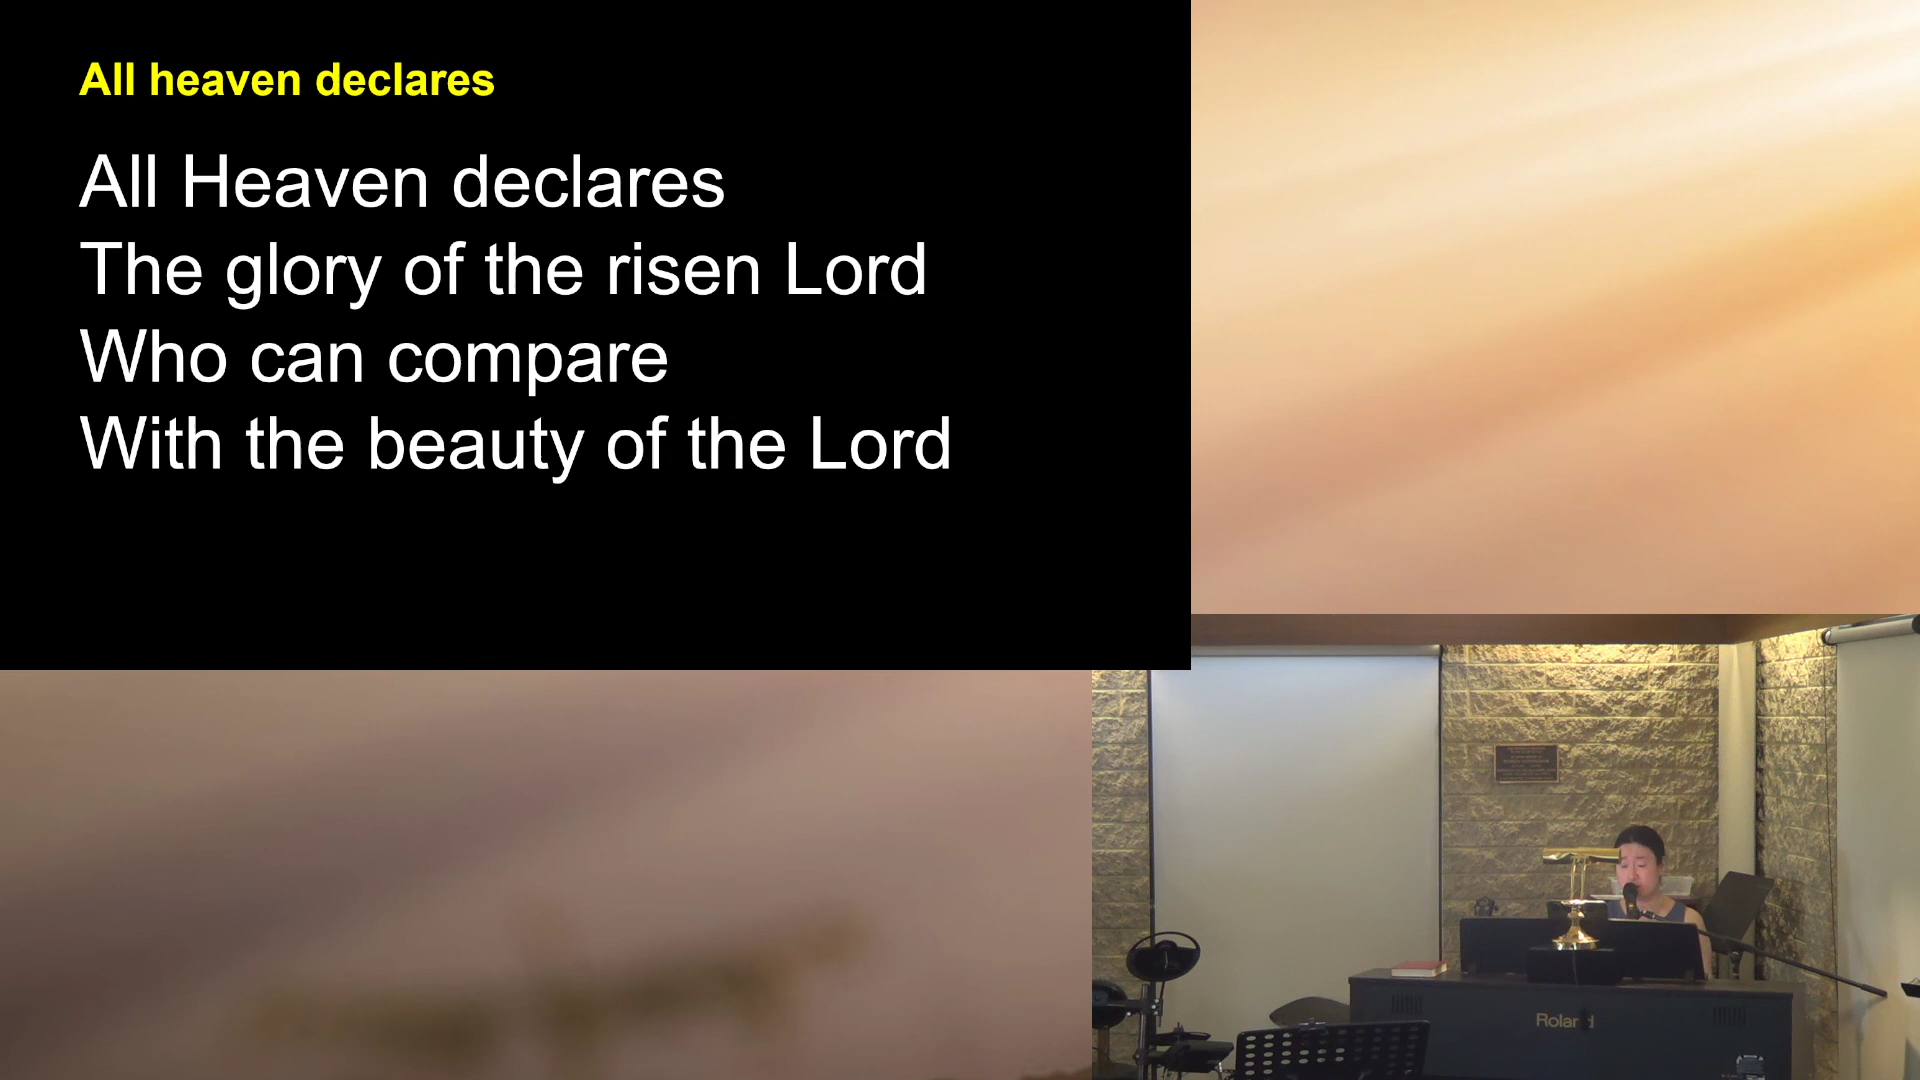 All heaven declares
All Heaven declares
The glory of the risen Lord
Who can compare
With the beauty of the Lord
Roland